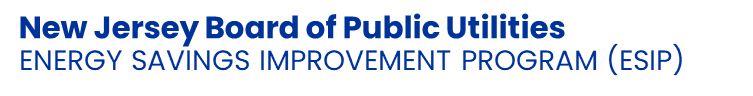 New Jersey Board of Public Utilities
ENERGY SAVINGS IMPROVEMENT PROGRAM (ESIP)